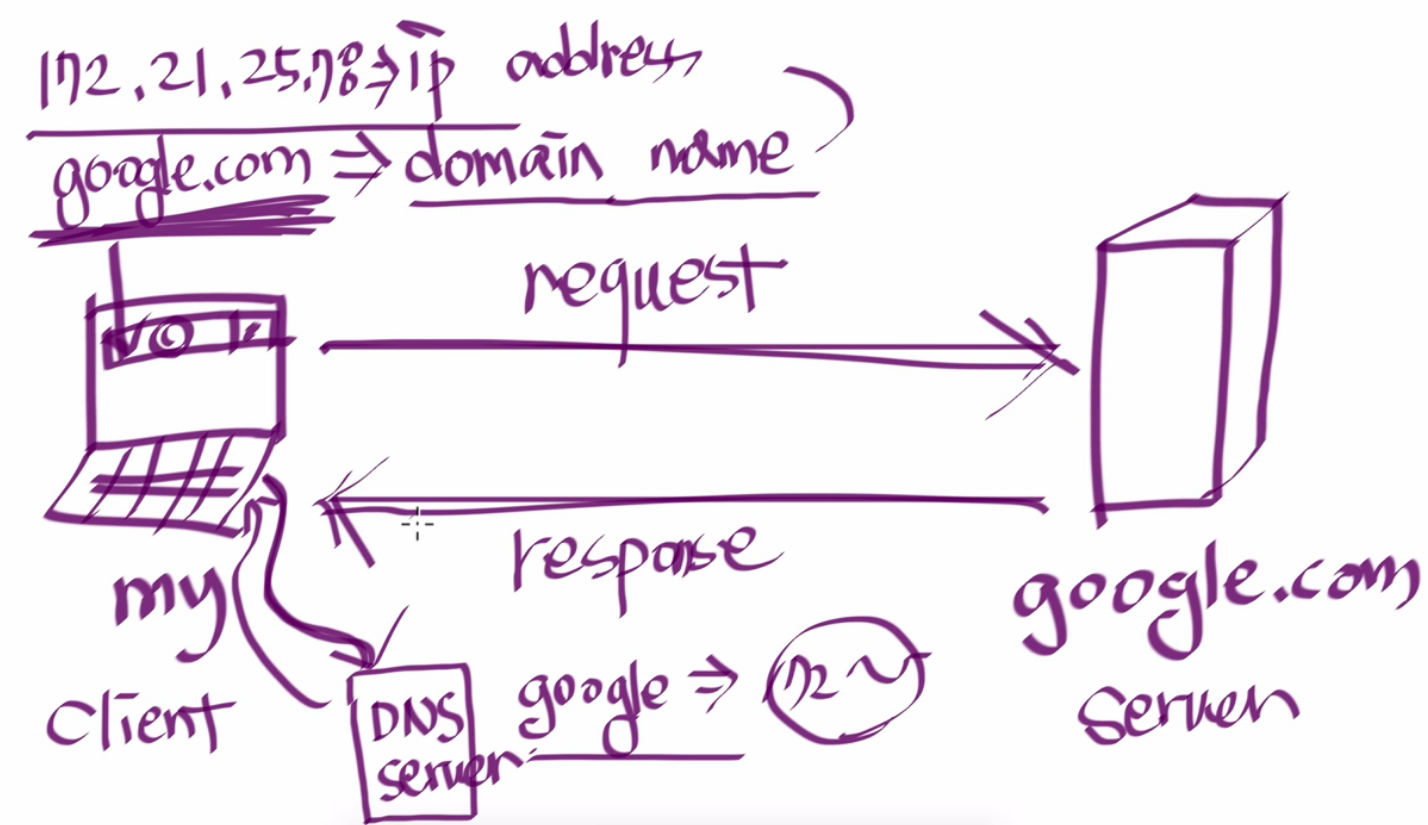 172.21.25.78⇒ip address
google.com ⇒ domain name
request
response
my
client
google.com
server
DNS
server
google ⇒ 172~